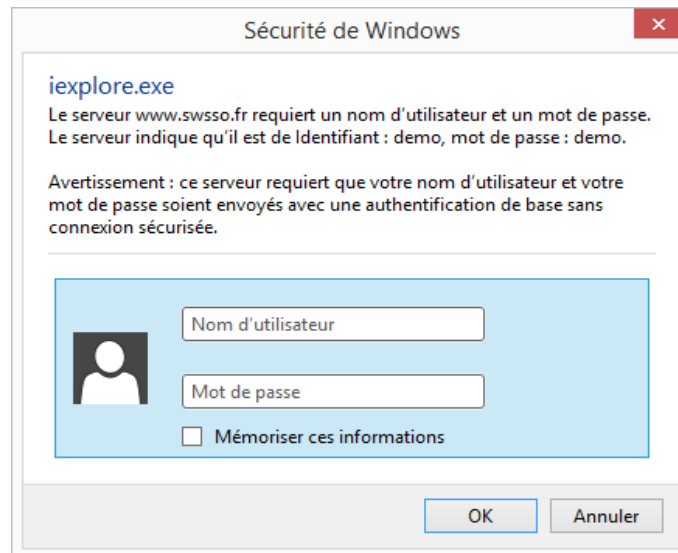 Sécurité de Windows
iexplore.exe
Le serveur www.swsso.fr requiert un nom d'utilisateur et un mot de passe.
Le serveur indique qu'il est de Identifiant : demo, mot de passe : demo.
Avertissement : ce serveur requiert que votre nom d'utilisateur et votre
mot de passe soient envoyés avec une authentification de base sans
connexion sécurisée.
Nom d'utilisateur
Mot de passe
Mémoriser ces informations
OK
Annuler